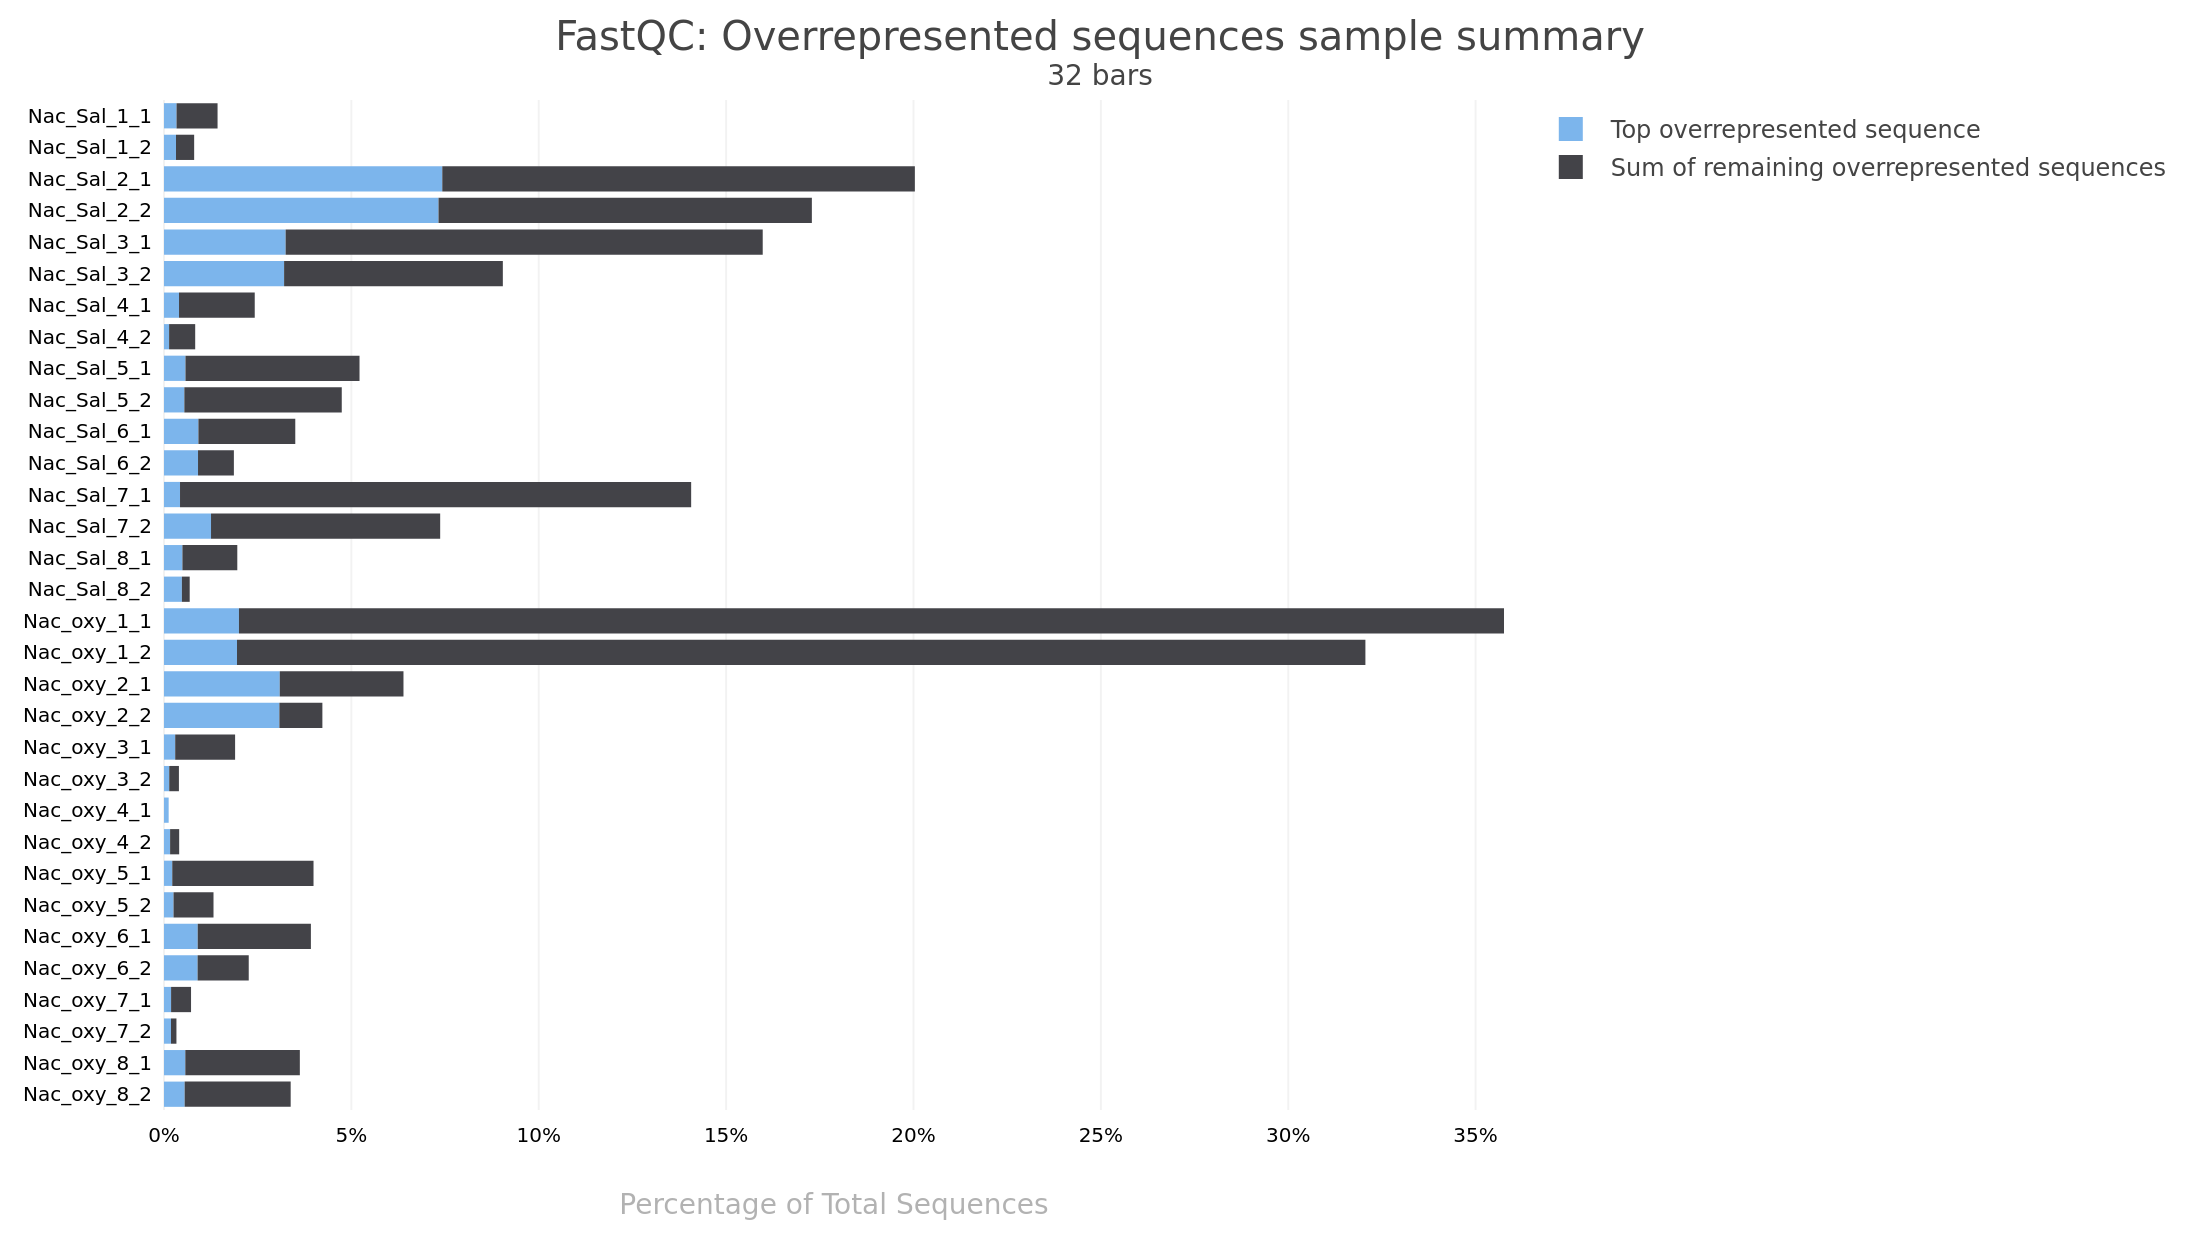 FastQC: Overrepresented sequences sample summary
32 bars
Nac_Sal_1_1
Nac_Sal_1_2
Nac_Sal_2_1
Nac_Sal_2_2
Nac_Sal_3_1
Nac_Sal_3_2
Nac_Sal_4_1
Nac_Sal_4_2
Nac_Sal_5_1
Nac_Sal_5_2
Nac_Sal_6_1
Nac_Sal_6_2
Nac_Sal_7_1
Nac_Sal_7_2
Nac_Sal_8_1
Nac_Sal_8_2
Nac_oxy_1_1
Nac_oxy_1_2
Nac_oxy_2_1
Nac_oxy_2_2
Nac_oxy_3_1
Nac_oxy_3_2
Nac_oxy_4_1
Nac_oxy_4_2
Nac_oxy_5_1
Nac_oxy_5_2
Nac_oxy_6_1
Nac_oxy_6_2
Nac_oxy_7_1
Nac_oxy_7_2
Nac_oxy_8_1
Nac_oxy_8_2
0% 5% 10% 15% 20% 25% 30% 35%
Percentage of Total Sequences
Top overrepresented sequence
Sum of remaining overrepresented sequences